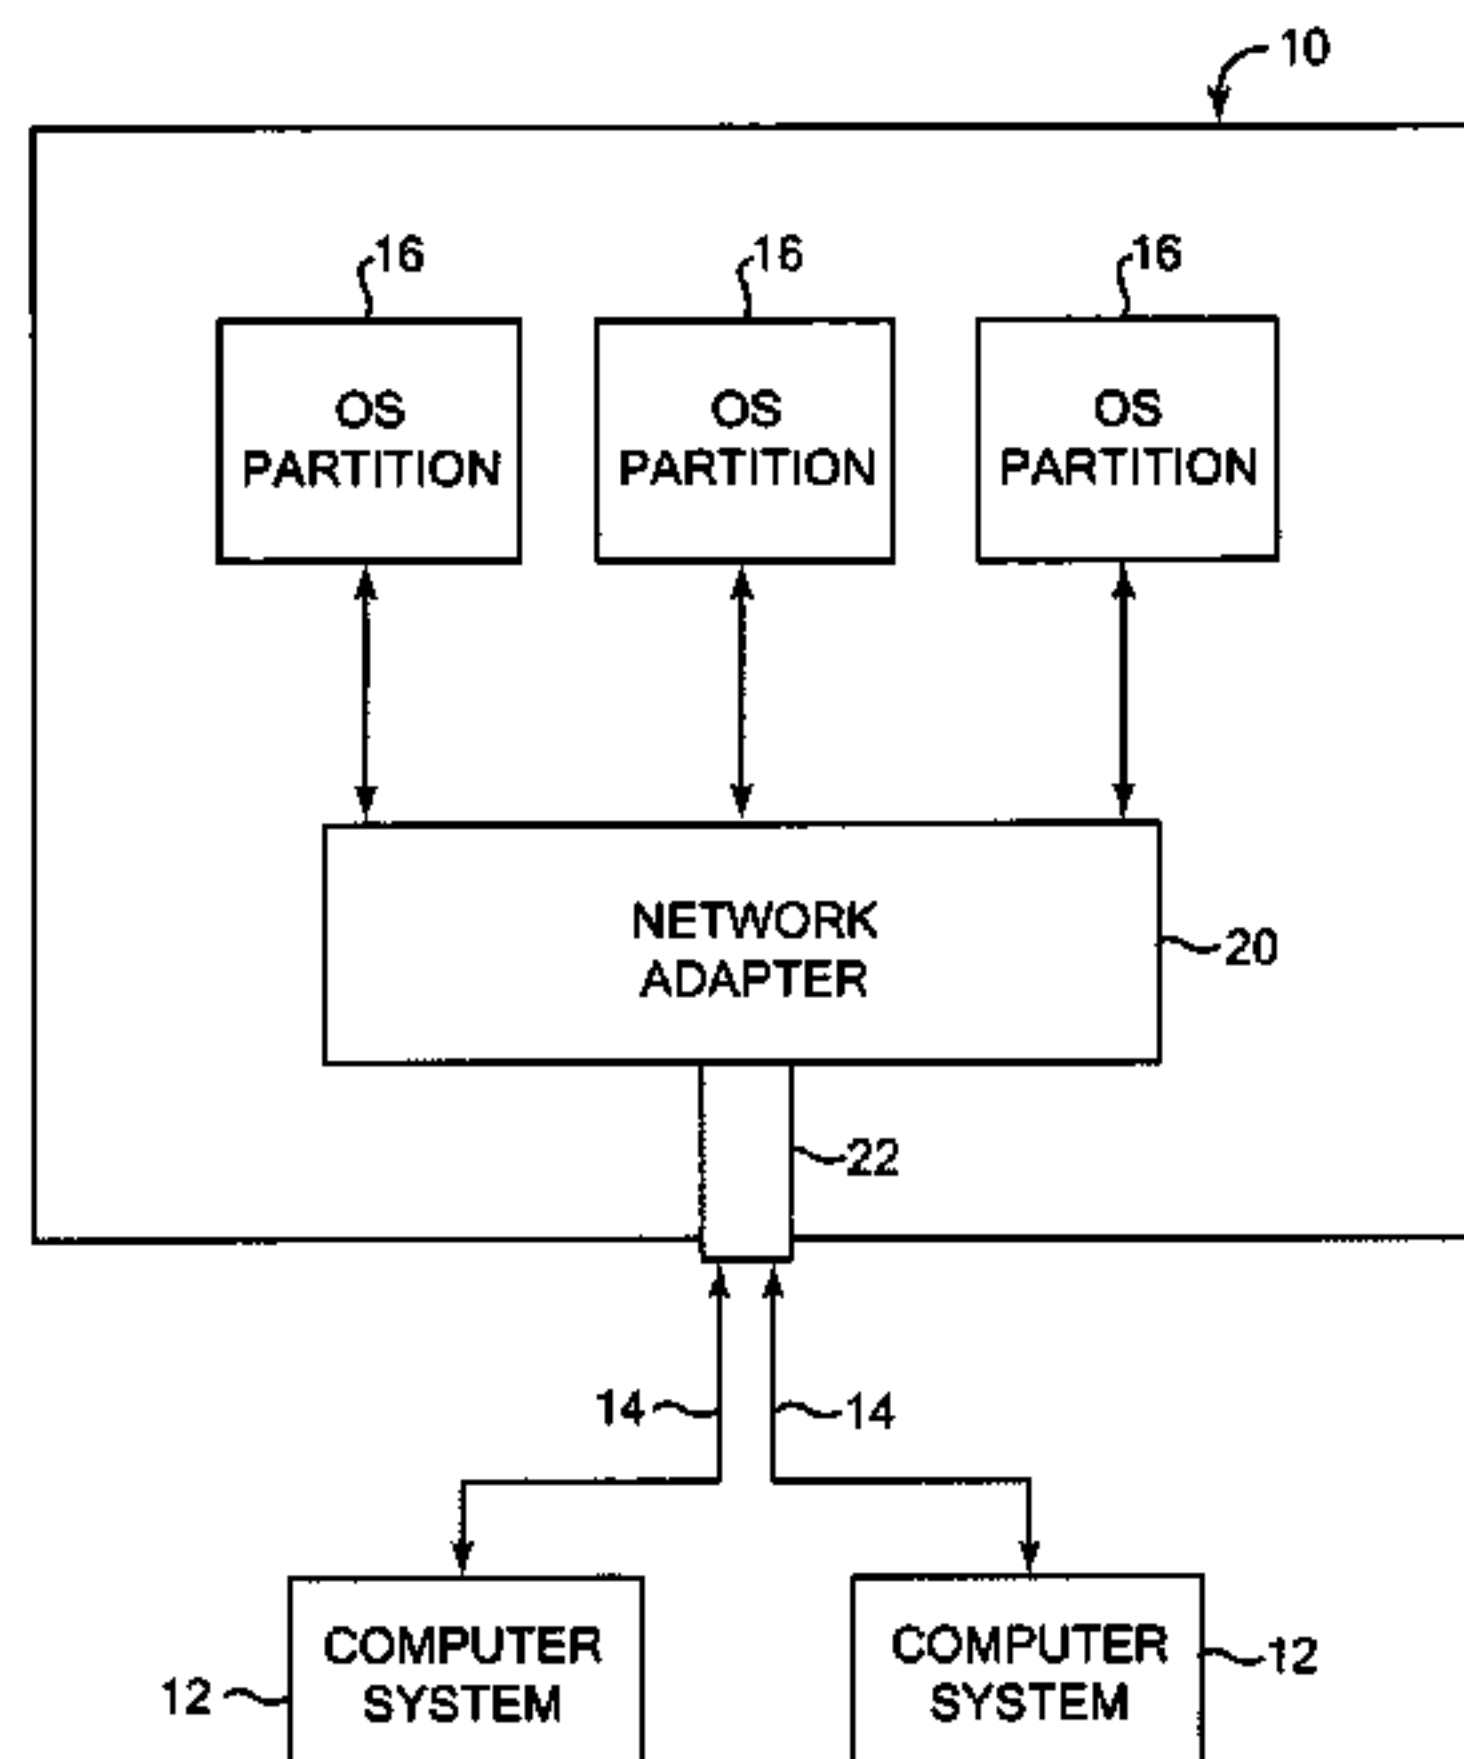 10
16 16 16
OS PARTITION
OS PARTITION
OS PARTITION
NETWORK
ADAPTER
20
22
14 14
COMPUTER
SYSTEM
12
COMPUTER
SYSTEM
12